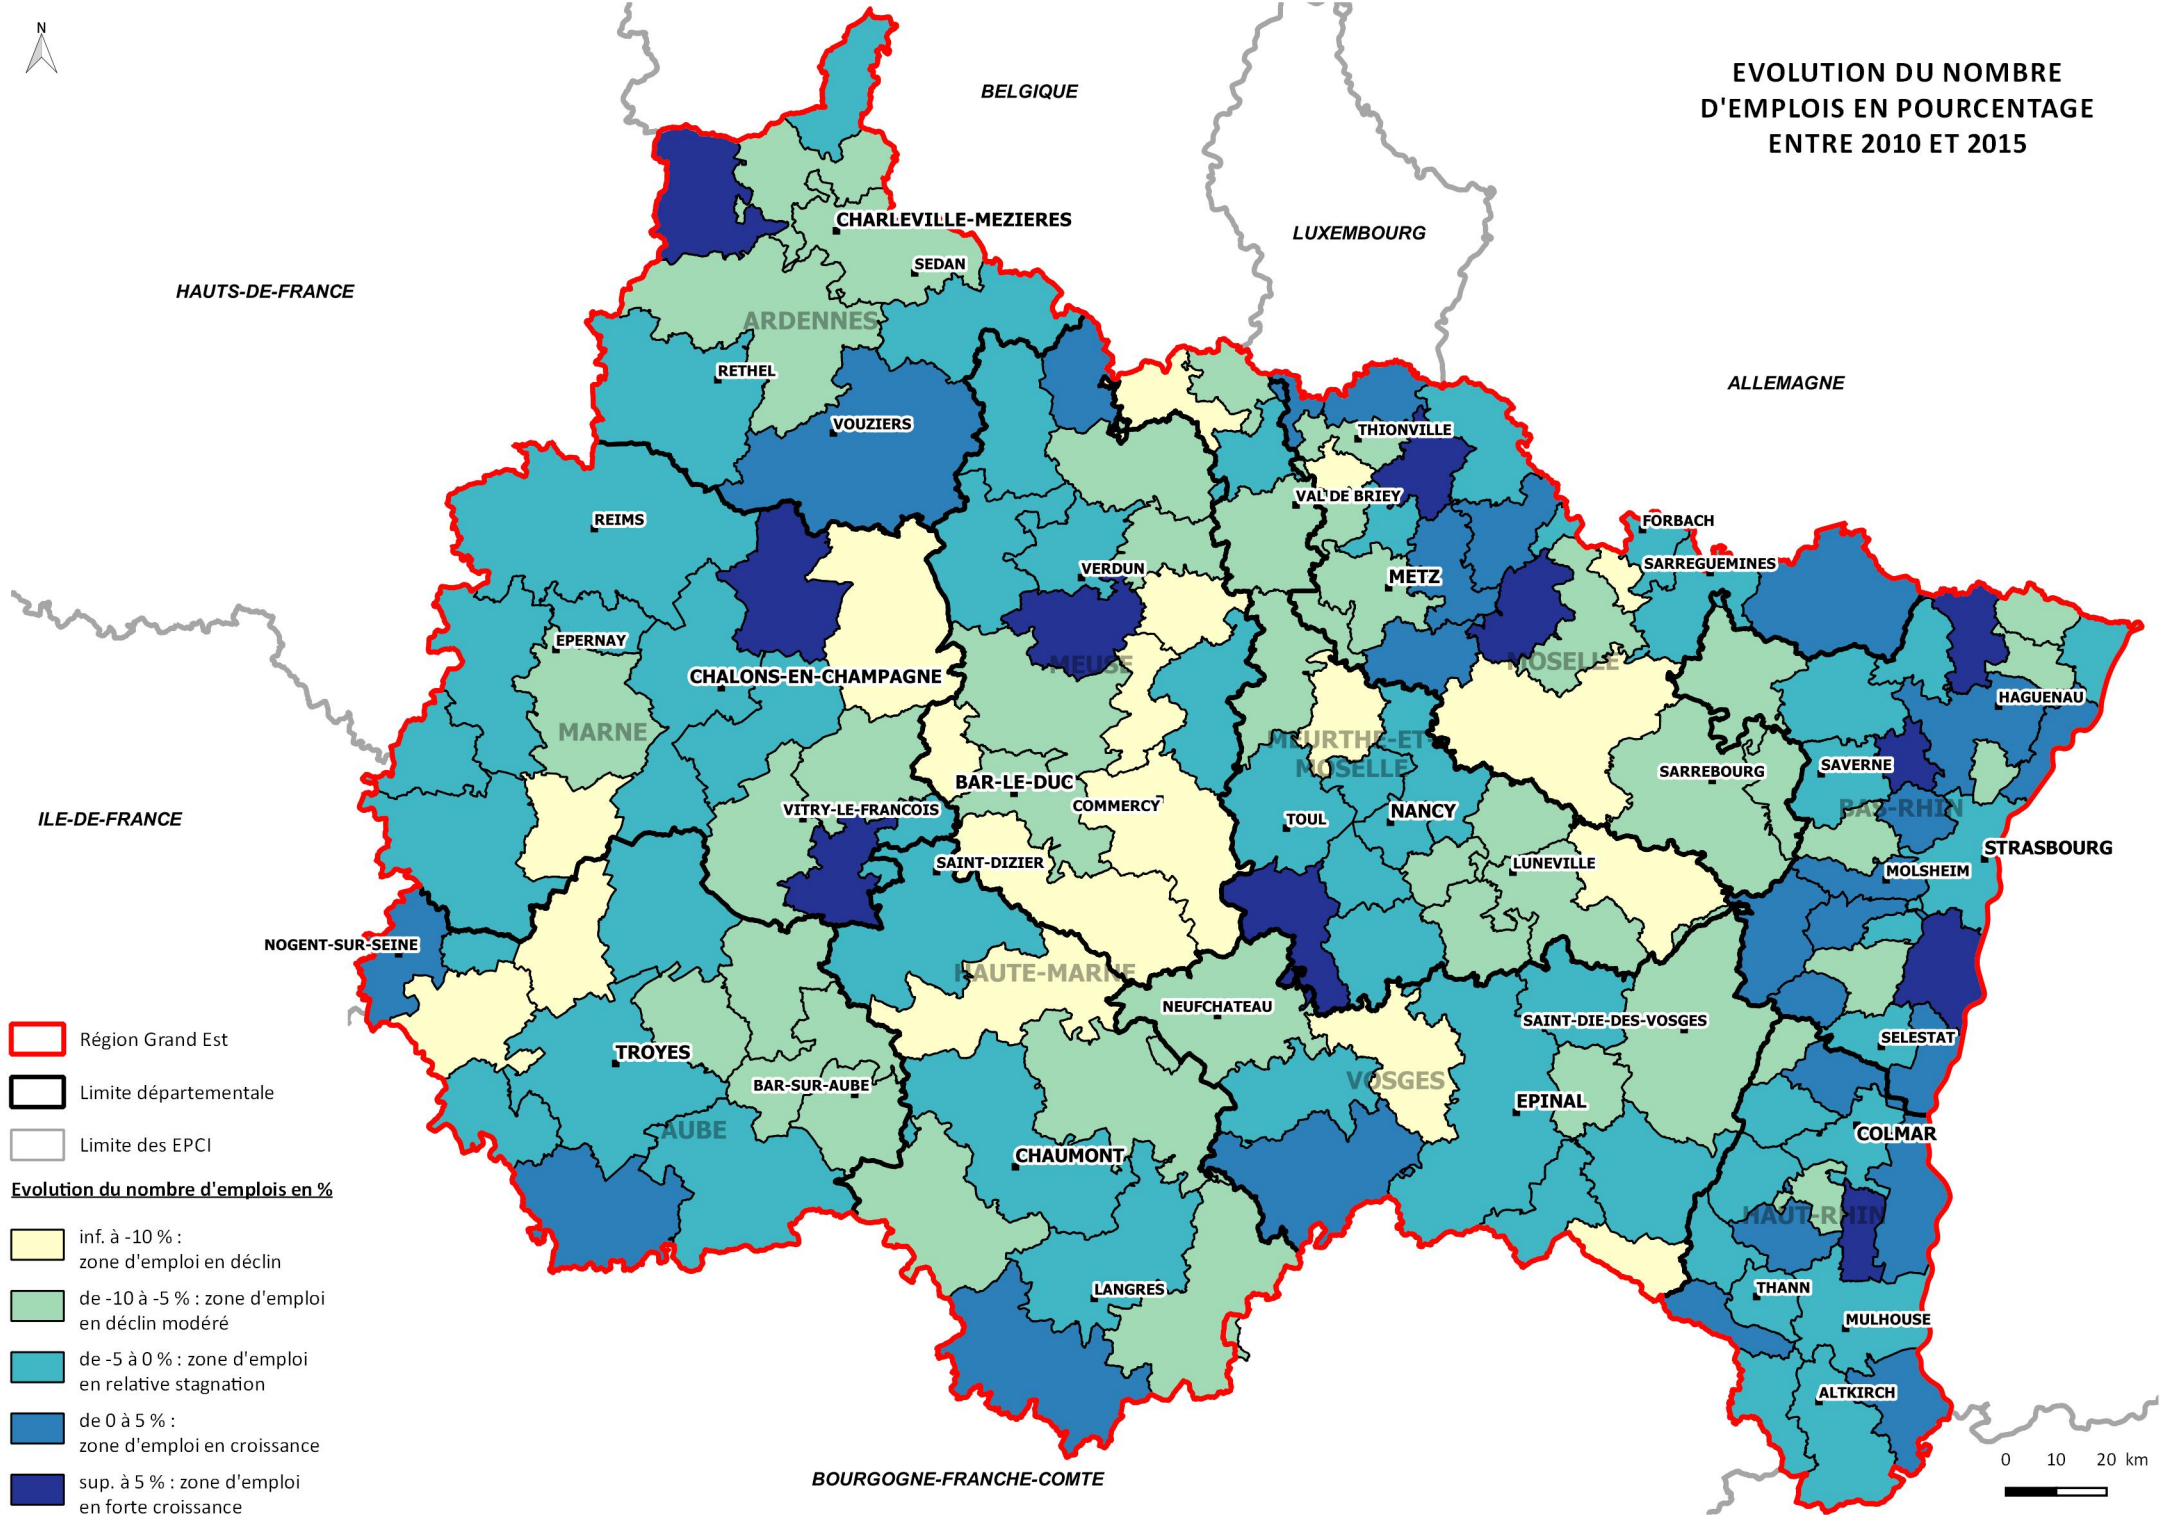 N
EVOLUTION DU NOMBRE
D'EMPLOIS EN POURCENTAGE
ENTRE 2010 ET 2015
BELGIQUE
LUXEMBOURG
HAUTS-DE-FRANCE
ALLEMAGNE
ILE-DE-FRANCE
BOURGOGNE-FRANCHE-COMTE
CHARLEVILLE-MEZIERES
SEDAN
ARDENNES
RETHEL
VOUZIERS
THIONVILLE
VAL DE BRIEY
REIMS
FORBACH
SARREGUEMINES
VERDUN
METZ
EPERNAY
MEUSE
MOSELLE
CHALONS-EN-CHAMPAGNE
HAGUENAU
MARNE
MEURTHE-ET-
MOSELLE
SAVERNE
SARREBOURG
BAR-LE-DUC
COMMERCY
VITRY-LE-FRANCOIS
NANCY
TOUL
BAS-RHIN
STRASBOURG
SAINT-DIZIER
LUNEVILLE
MOLSHEIM
NOGENT-SUR-SEINE
HAUTE-MARNE
NEUFCHATEAU
SAINT-DIE-DES-VOSGES
SELESTAT
TROYES
BAR-SUR-AUBE
VOSGES
EPINAL
AUBE
COLMAR
CHAUMONT
HAUT-RHIN
LANGRES
THANN
MULHOUSE
ALTKIRCH
Région Grand Est
Limite départementale
Limite des EPCI
Evolution du nombre d'emplois en %
inf. à -10 % :
zone d'emploi en déclin
de -10 à -5 % : zone d'emploi
en déclin modéré
de -5 à 0 % : zone d'emploi
en relative stagnation
de 0 à 5 % :
zone d'emploi en croissance
sup. à 5 % : zone d'emploi
en forte croissance
0 10 20 km